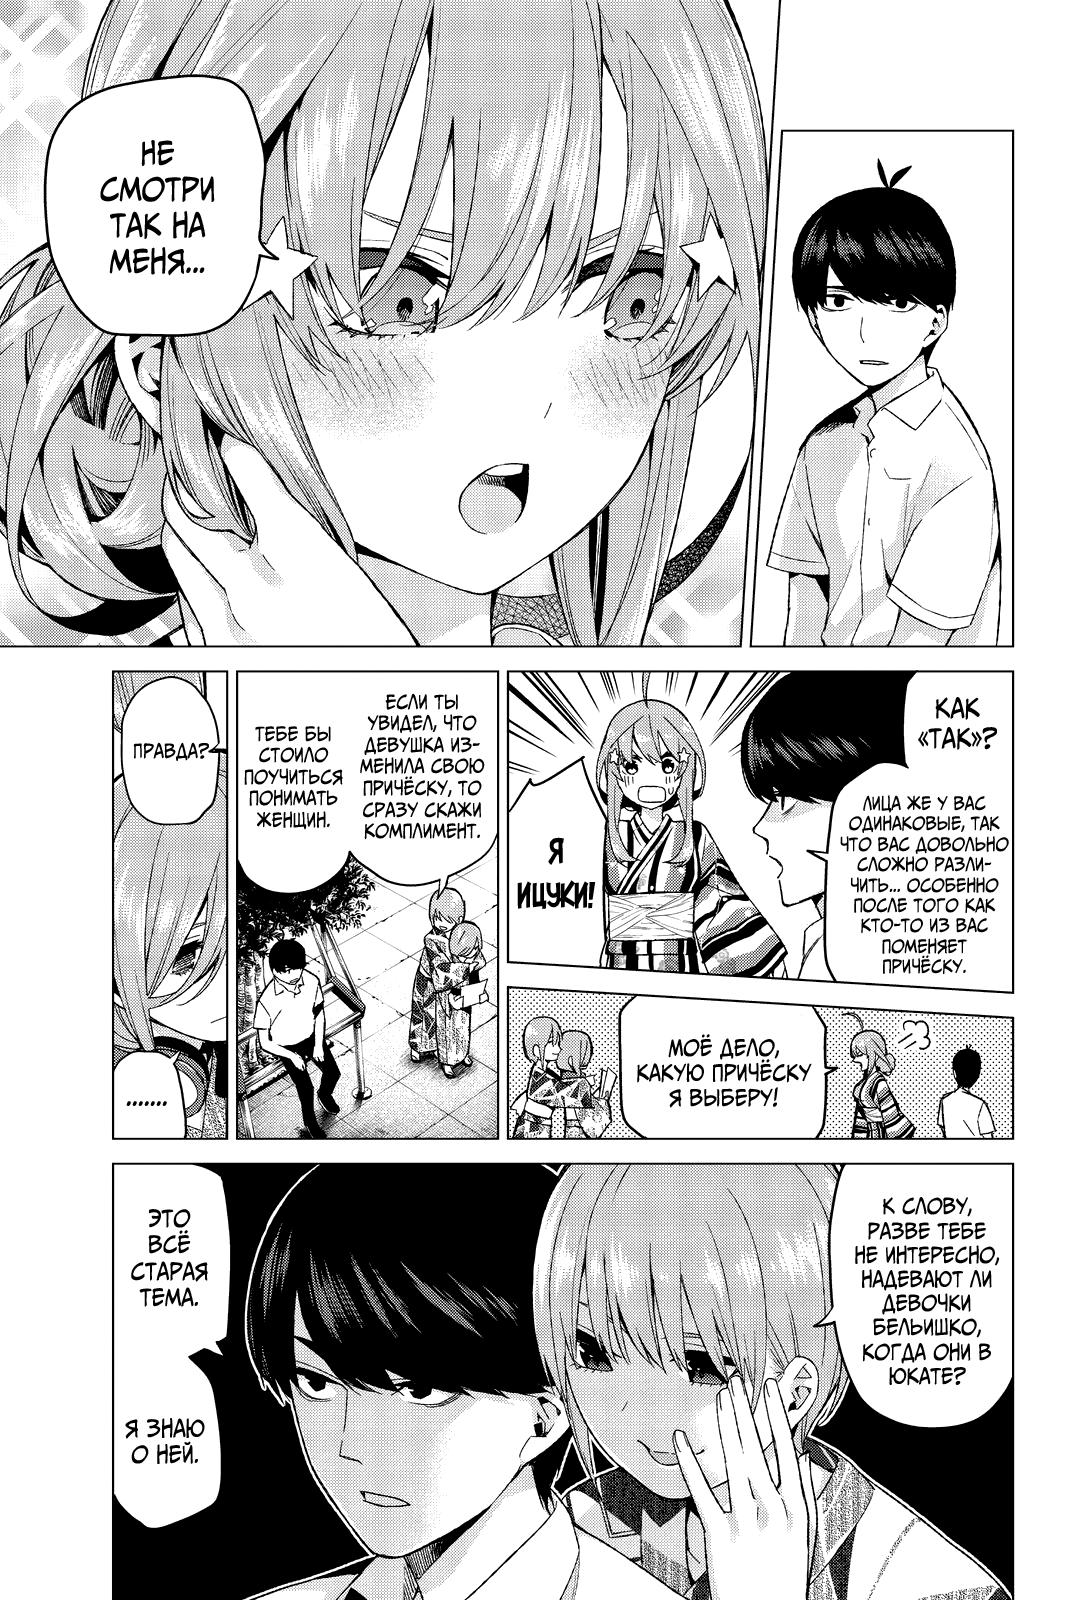 НЕ
СМОТРИ
ТАК НА
МЕНЯ...
КАК
«ТАК»?
ЛИЦА ЖЕ У ВАС
ОДИНАКОВЫЕ, ТАК
ЧТО ВАС ДОВОЛЬНО
СЛОЖНО РАЗЛИ-
ЧИТЬ... ОСОБЕННО
ПОСЛЕ ТОГО КАК
КТО-ТО ИЗ ВАС
ПОМЕНЯЕТ
ПРИЧЁСКУ.
Я
ИЦУКИ!
МОЁ ДЕЛО,
КАКУЮ ПРИЧЁСКУ
Я ВЫБЕРУ!
ЕСЛИ ТЫ
УВИДЕЛ, ЧТО
ДЕВУШКА ИЗ-
МЕНИЛА СВОЮ
ПРИЧЁСКУ, ТО
СРАЗУ СКАЖИ
КОМПЛИМЕНТ.
ТЕБЕ БЫ
СТОИЛО
ПОУЧИТЬСЯ
ПОНИМАТЬ
ЖЕНЩИН.
ПРАВДА?
........
К СЛОВУ,
РАЗВЕ ТЕБЕ
НЕ ИНТЕРЕСНО,
НАДЕВАЮТ ЛИ
ДЕВОЧКИ
БЕЛЬИШКО,
КОГДА ОНИ В
ЮКАТЕ?
ЭТО
ВСЁ
СТАРАЯ
ТЕМА.
Я ЗНАЮ
О НЕЙ.